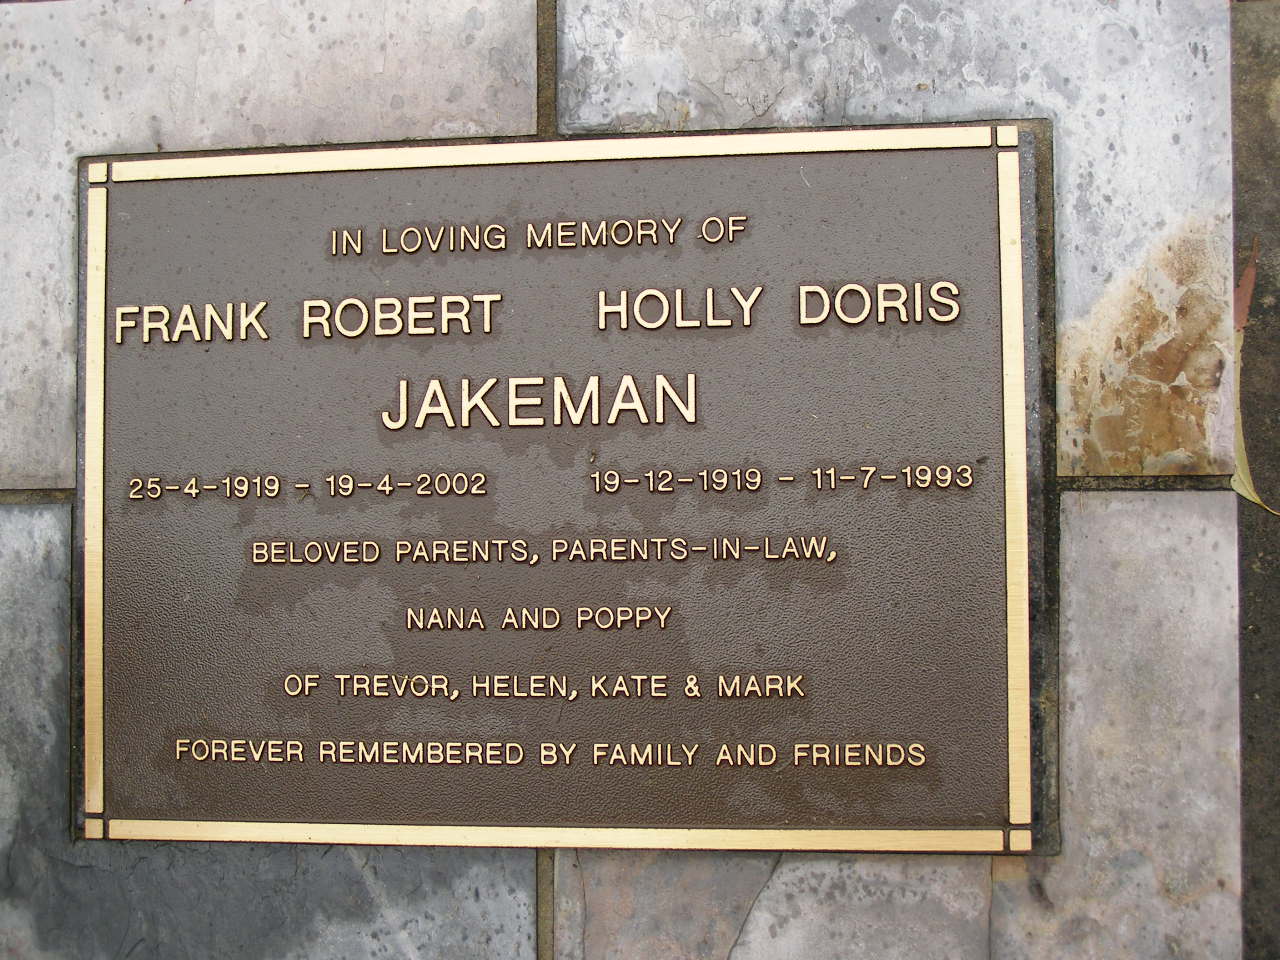 IN LOVING MEMORY OF
FRANK ROBERT HOLLY DORIS
JAKEMAN
25-4-1919 - 19-4-2002 19-12-1919 - 11-7-1993
BELOVED PARENTS, PARENTS-IN-LAW,
NANA AND POPPY
OF TREVOR, HELEN, KATE & MARK
FOREVER REMEMBERED BY FAMILY AND FRIENDS